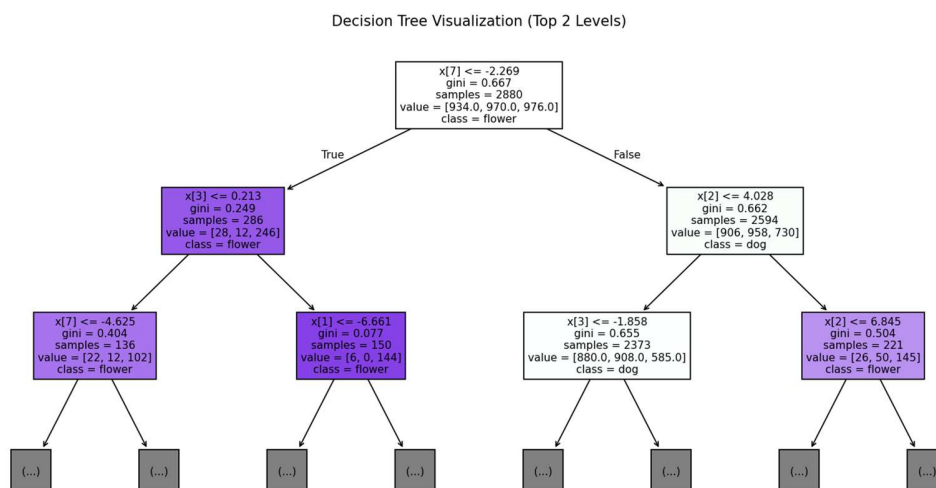 Decision Tree Visualization (Top 2 Levels)
x[7] <= -2.269
gini = 0.667
samples = 2880
value = [934.0, 970.0, 976.0]
class = flower
True
False
x[3] <= 0.213
gini = 0.249
samples = 286
value = [28, 12, 246]
class = flower
x[2] <= 4.028
gini = 0.662
samples = 2594
value = [906, 958, 730]
class = dog
x[7] <= -4.625
gini = 0.404
samples = 136
value = [22, 12, 102]
class = flower
x[1] <= -6.661
gini = 0.077
samples = 150
value = [6, 0, 144]
class = flower
x[3] <= -1.858
gini = 0.655
samples = 2373
value = [880.0, 908.0, 585.0]
class = dog
x[2] <= 6.845
gini = 0.504
samples = 221
value = [26, 50, 145]
class = flower
(...)
(...)
(...)
(...)
(...)
(...)
(...)
(...)